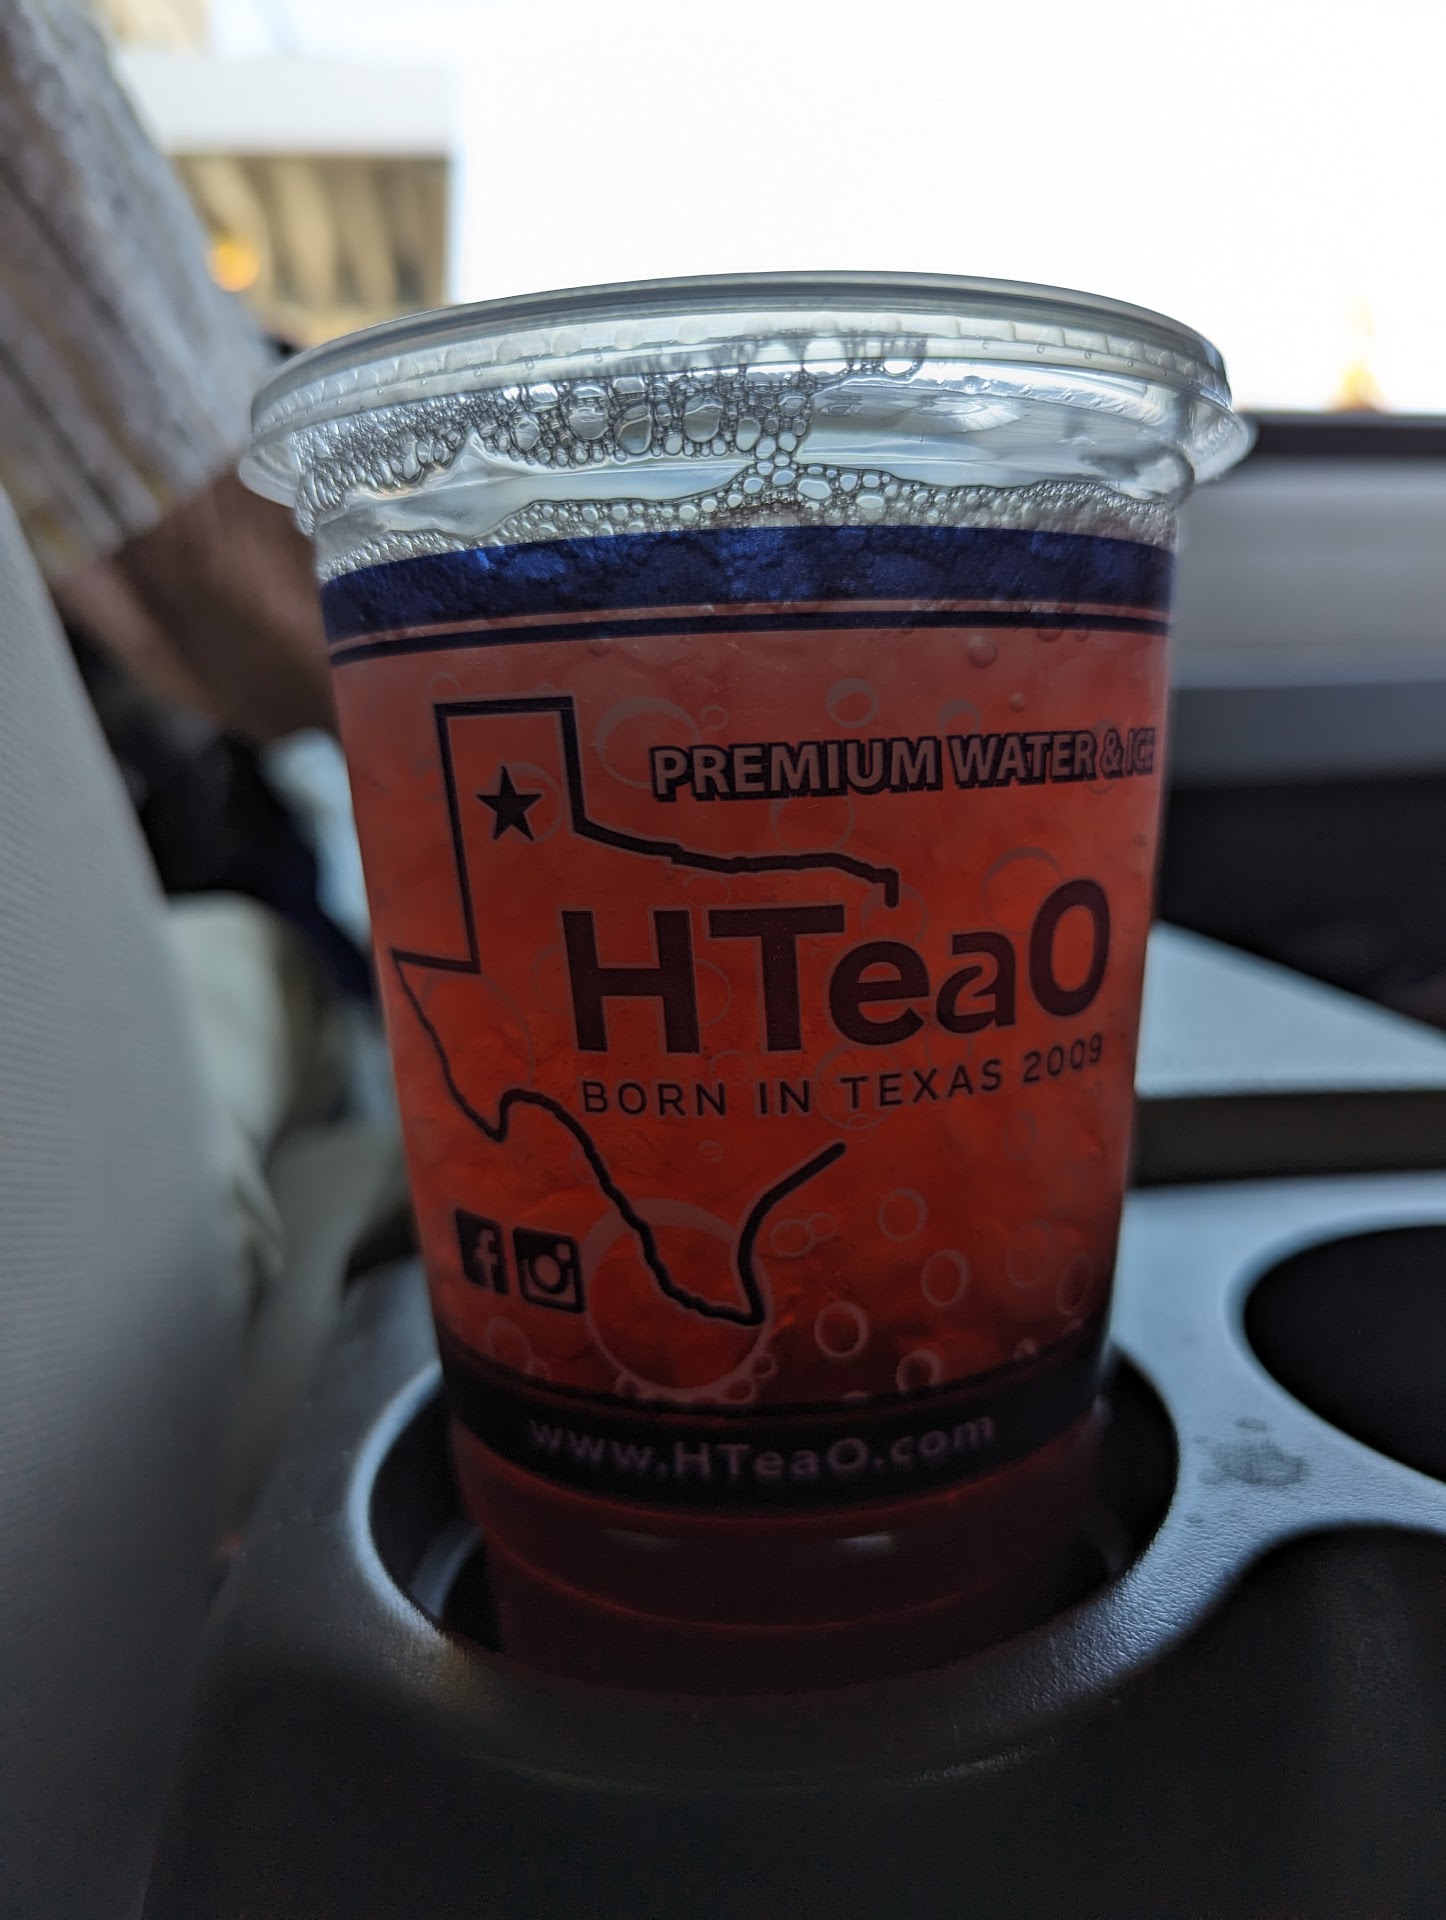 PREMIUM WATER & ICE
HTeaO
BORN IN TEXAS 2009
www.HTeaO.com